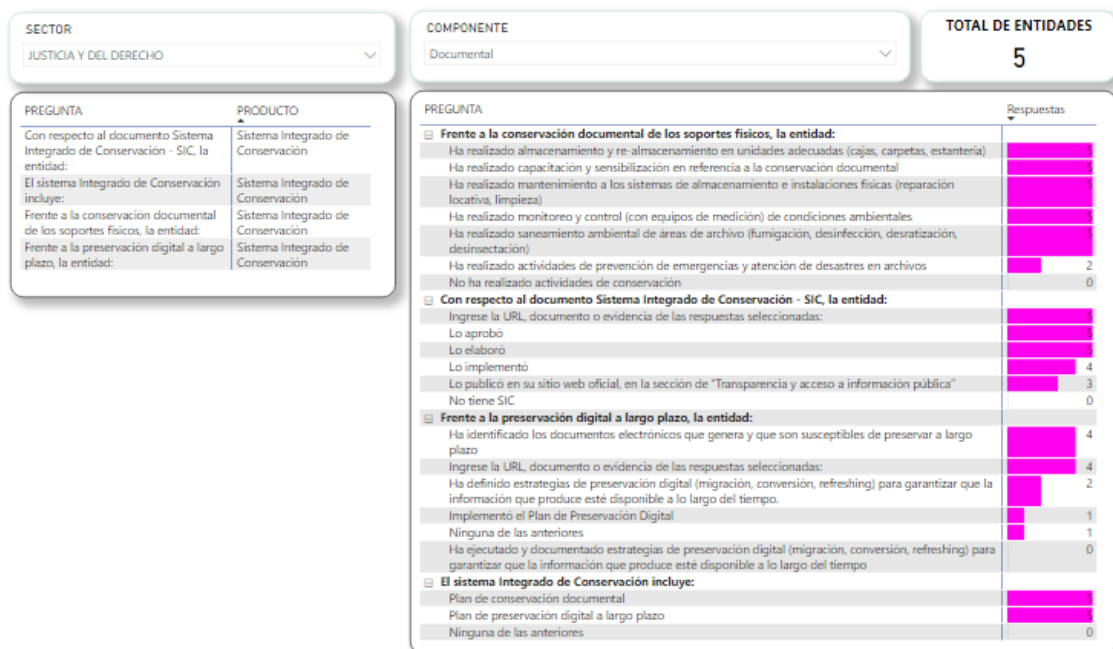 SECTOR
JUSTICIA Y DEL DERECHO
COMPONENTE
Documental
TOTAL DE ENTIDADES
5
PREGUNTA PRODUCTO
Con respecto al documento Sistema Sistema Integrado de
Integrado de Conservación - SIC, la Conservación
entidad:
El sistema Integrado de Conservación Sistema Integrado de
incluye: Conservación
Frente a la conservación documental Sistema Integrado de
de los soportes físicos, la entidad: Conservación
Frente a la preservación digital a largo Sistema Integrado de
plazo, la entidad: Conservación
PREGUNTA Respuestas
Frente a la conservación documental de los soportes físicos, la entidad:
Ha realizado almacenamiento y re-almacenamiento en unidades adecuadas (cajas, carpetas, estantería) 5
Ha realizado capacitación y sensibilización en referencia a la conservación documental 5
Ha realizado mantenimiento a los sistemas de almacenamiento e instalaciones físicas (reparación 5
locativa, limpieza)
Ha realizado monitoreo y control (con equipos de medición) de condiciones ambientales 5
Ha realizado saneamiento ambiental de áreas de archivo (fumigación, desinfección, desratización, 5
desinsectación)
Ha realizado actividades de prevención de emergencias y atención de desastres en archivos 2
No ha realizado actividades de conservación 0
Con respecto al documento Sistema Integrado de Conservación - SIC, la entidad:
Ingrese la URL, documento o evidencia de las respuestas seleccionadas: 5
Lo aprobó 5
Lo elaboró 5
Lo implementó 4
Lo publicó en su sitio web oficial, en la sección de "Transparencia y acceso a información pública" 3
No tiene SIC 0
Frente a la preservación digital a largo plazo, la entidad:
Ha identificado los documentos electrónicos que genera y que son susceptibles de preservar a largo 4
plazo
Ingrese la URL, documento o evidencia de las respuestas seleccionadas: 4
Ha definido estrategias de preservación digital (migración, conversión, refreshing) para garantizar que la 2
información que produce esté disponible a lo largo del tiempo.
Implementó el Plan de Preservación Digital 1
Ninguna de las anteriores 1
Ha ejecutado y documentado estrategias de preservación digital (migración, conversión, refreshing) para 0
garantizar que la información que produce esté disponible a lo largo del tiempo
El sistema Integrado de Conservación incluye:
Plan de conservación documental 5
Plan de preservación digital a largo plazo 5
Ninguna de las anteriores 0